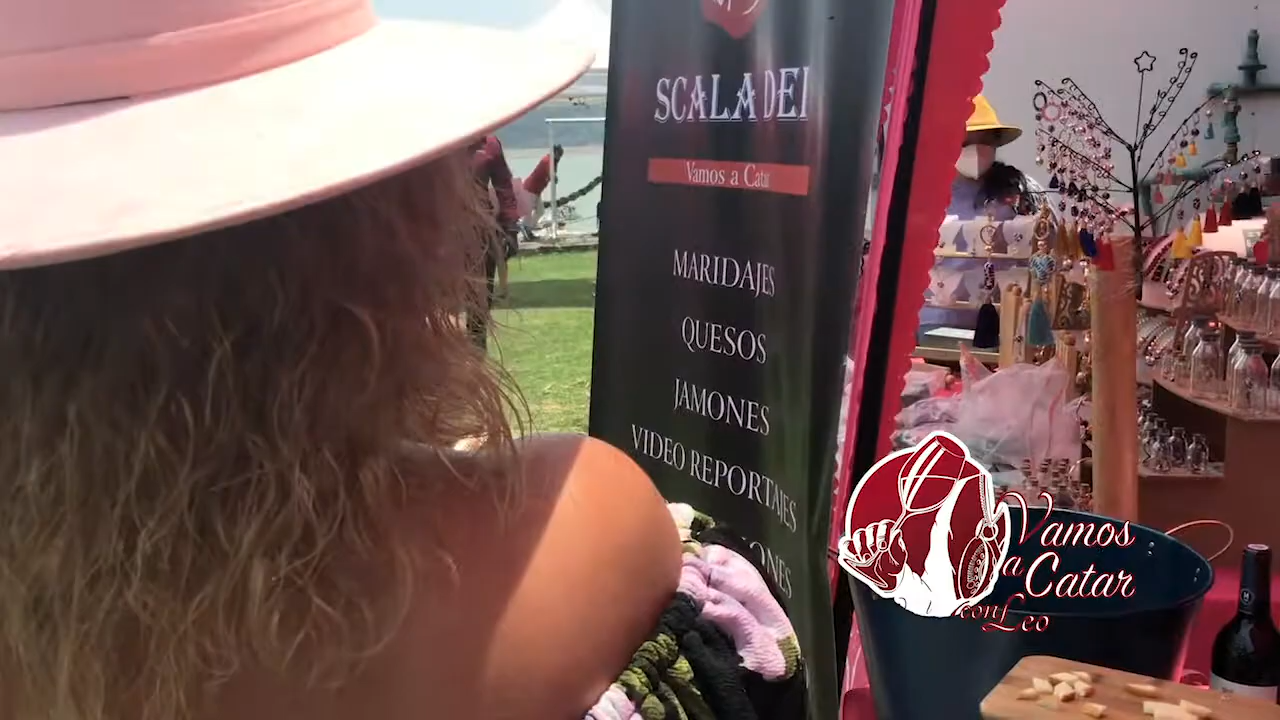 SCALA DEI
Vamos a Catar
MARIDAJES
QUESOS
JAMONES
VIDEO REPORTAJES
Vamos
a Catar
con Leo